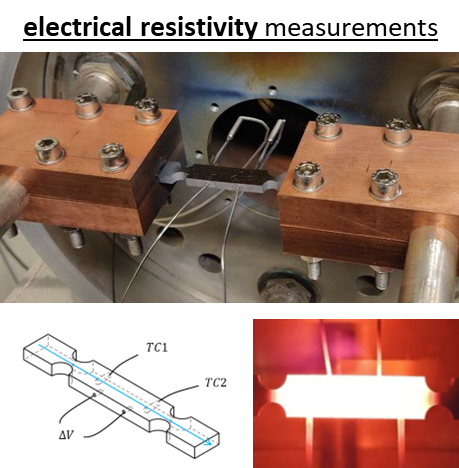 electrical resistivity measurements
TC1
TC2
ΔV